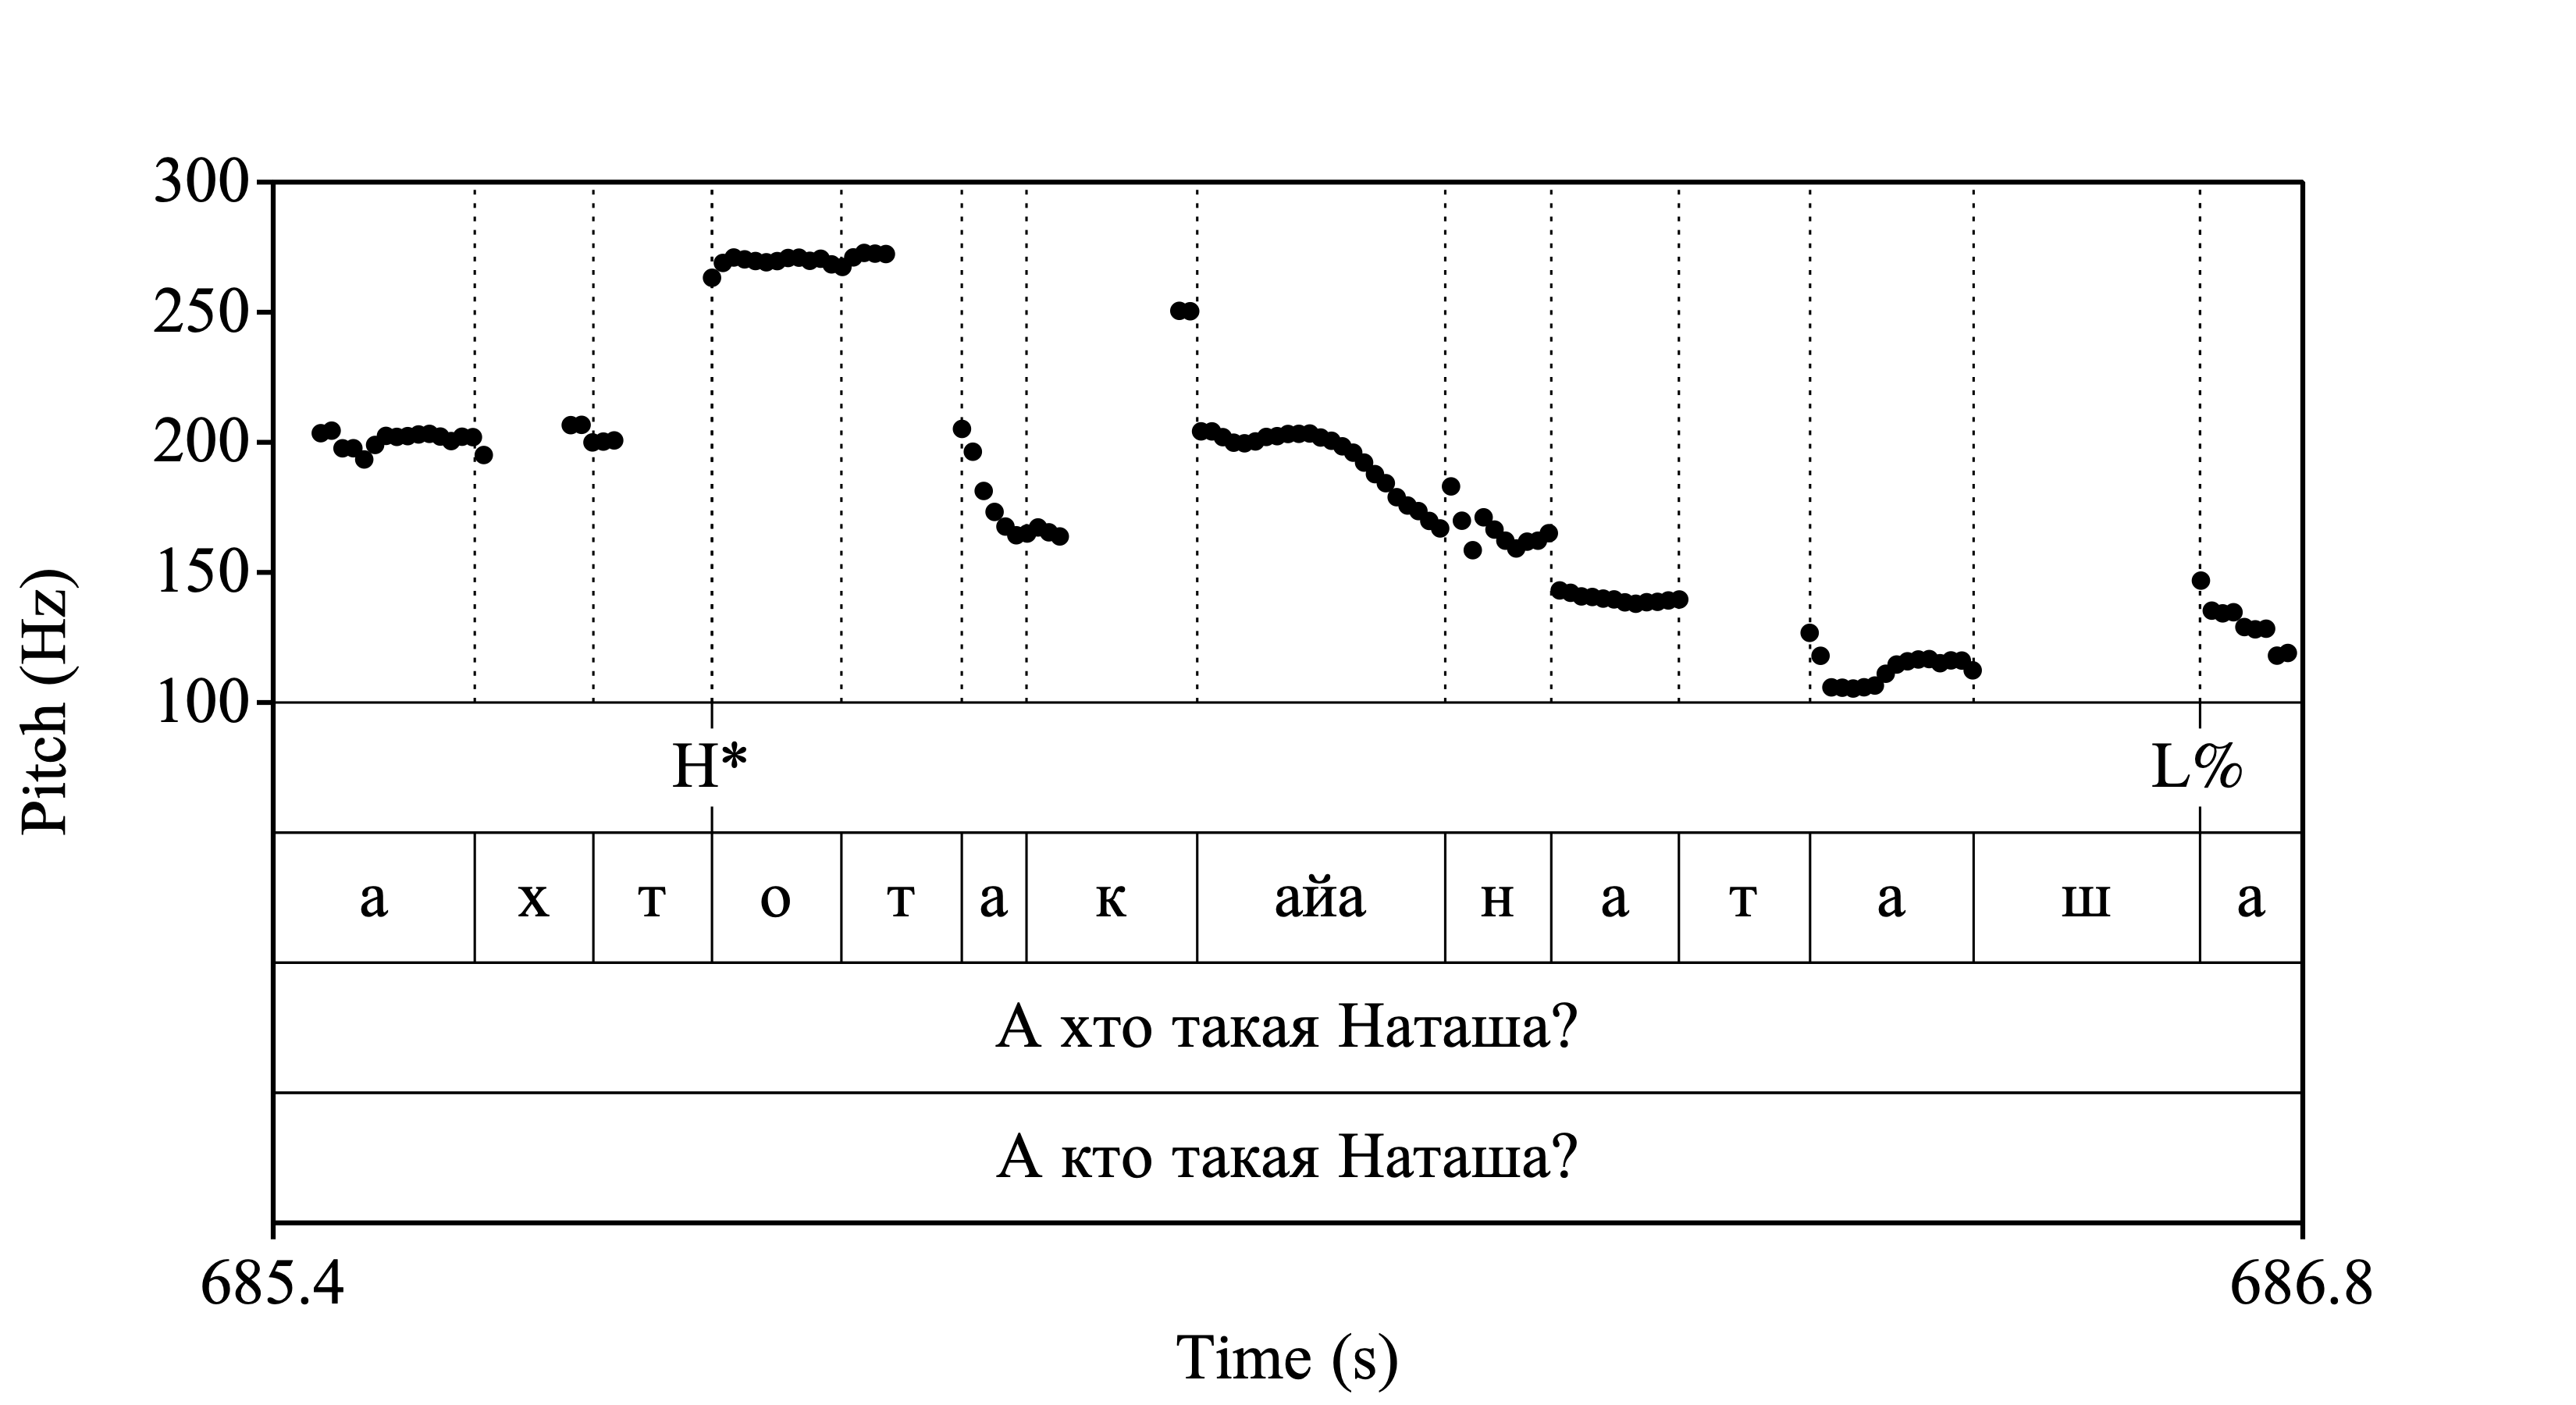 300
250
200
150
100
Pitch (Hz)
H* L%
а х т о т а к айа н а т а ш а
А хто такая Наташа?
А кто такая Наташа?
685.4 686.8
Time (s)